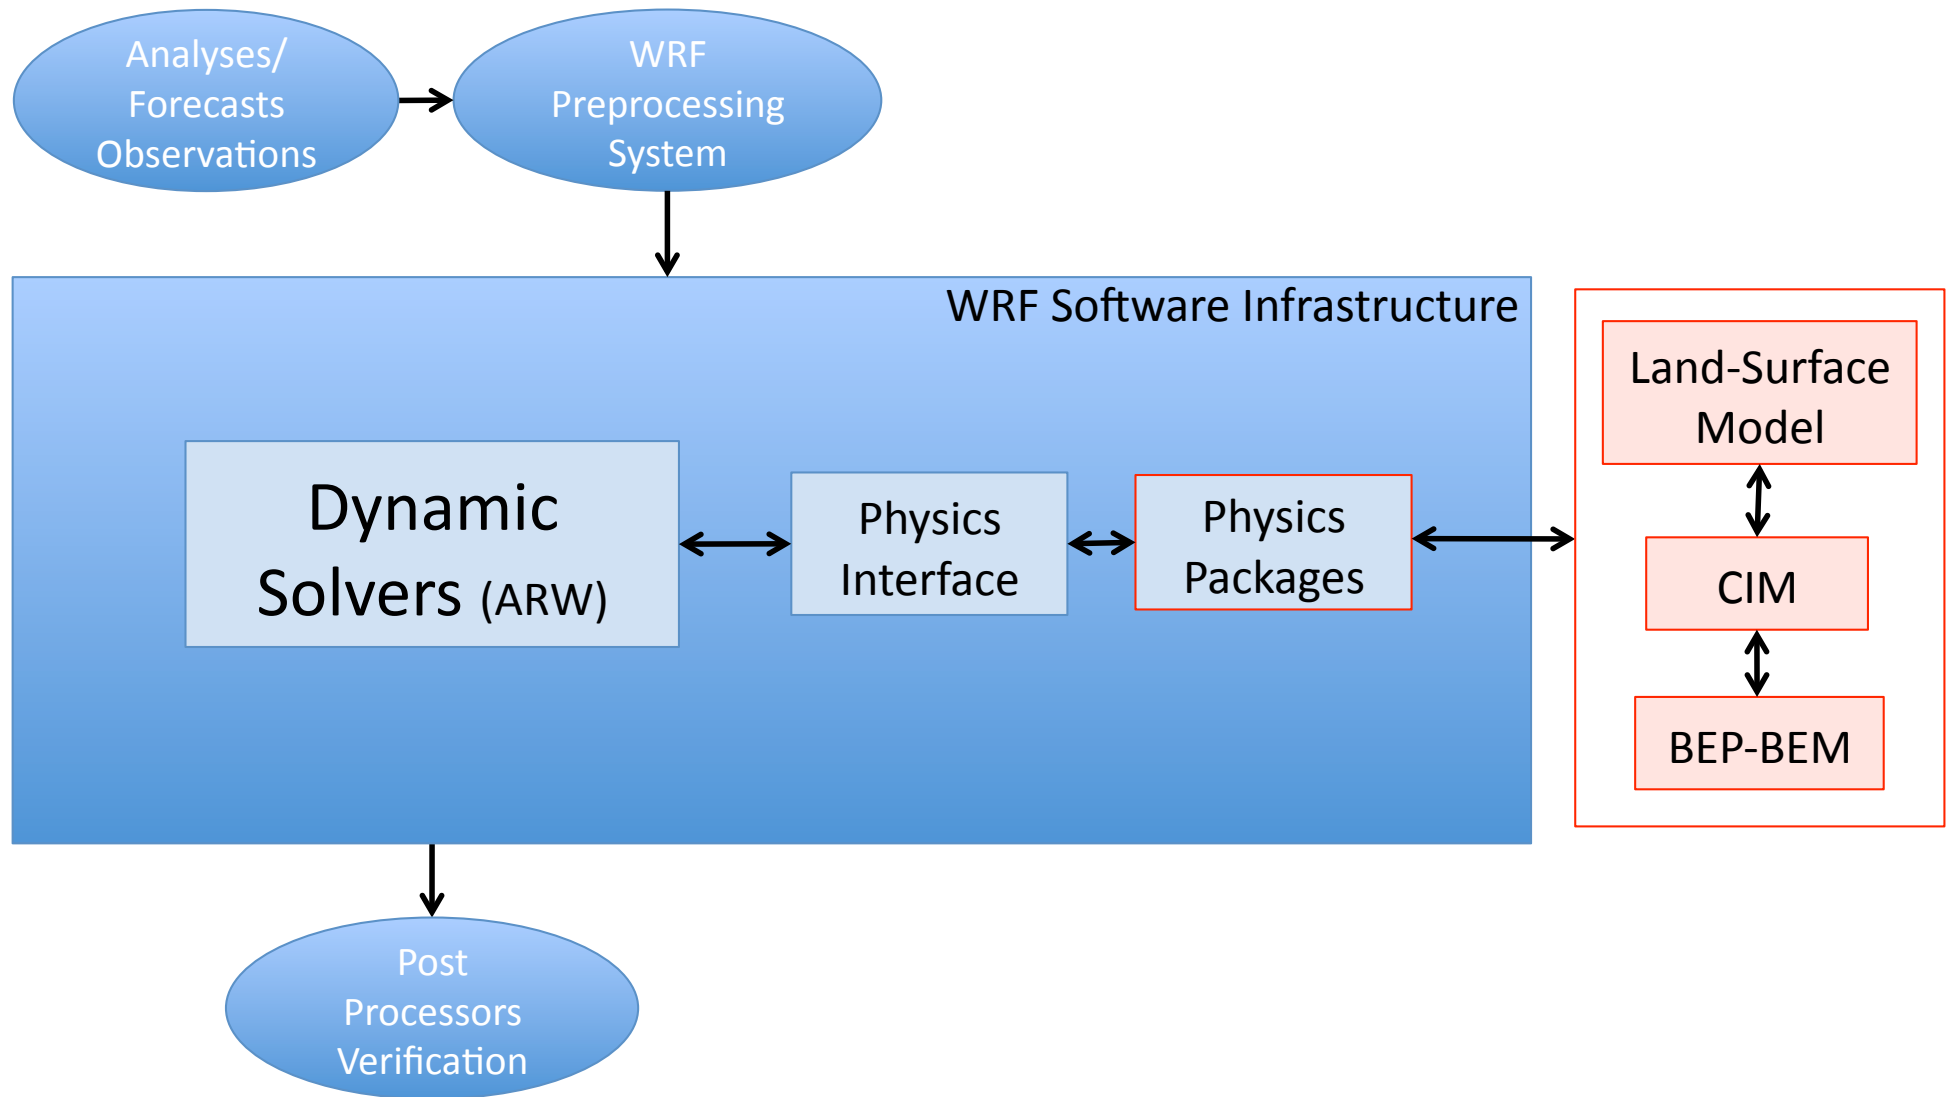 Analyses/
Forecasts
Observations
WRF
Preprocessing
System
WRF Software Infrastructure
Dynamic
Solvers (ARW)
Physics
Interface
Physics
Packages
Land-Surface
Model
CIM
BEP-BEM
Post
Processors
Verification